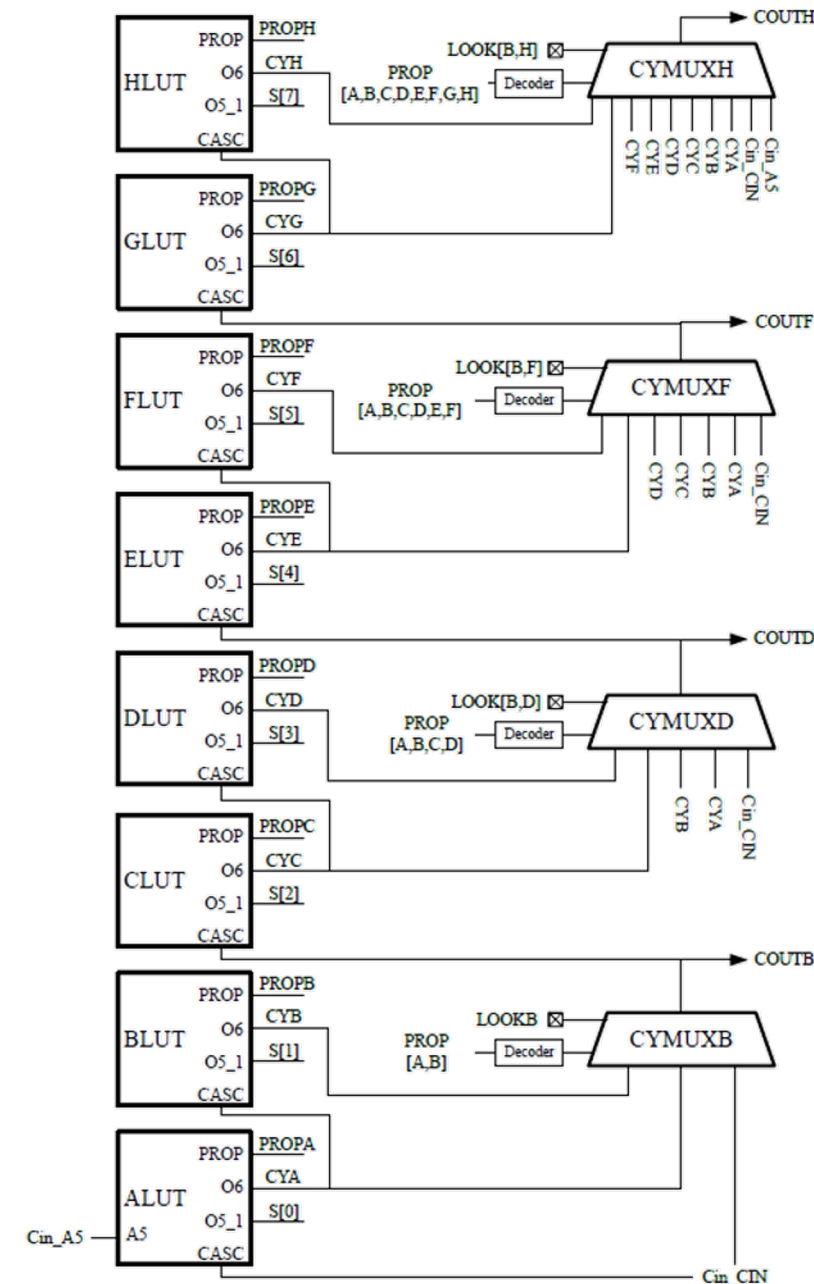 COUTH
PROP PROPH
LOOK[B,H]
HLUT O6 CYH
PROP [A,B,C,D,E,F,G,H] Decoder CYMUXH
O5_1 S[7]
CASC
CYF CYE CYD CYC CYB CYA Cin_CIN Cin_A5
PROP PROPG
GLUT O6 CYG
O5_1 S[6]
CASC
COUTF
PROP PROPF
LOOK[B,F]
FLUT O6 CYF
PROP [A,B,C,D,E,F] Decoder CYMUXF
O5_1 S[5]
CASC
CYD CYC CYB CYA Cin_CIN
PROP PROPE
ELUT O6 CYE
O5_1 S[4]
CASC
COUTD
PROP PROPD
LOOK[B,D]
DLUT O6 CYD
PROP [A,B,C,D] Decoder CYMUXD
O5_1 S[3]
CASC
CYB CYA Cin_CIN
PROP PROPC
CLUT O6 CYC
O5_1 S[2]
CASC
COUTB
PROP PROPB
LOOKB
BLUT O6 CYB
PROP [A,B] Decoder CYMUXB
O5_1 S[1]
CASC
PROP PROPA
ALUT O6 CYA
O5_1 S[0]
Cin_A5 A5
CASC
Cin_CIN